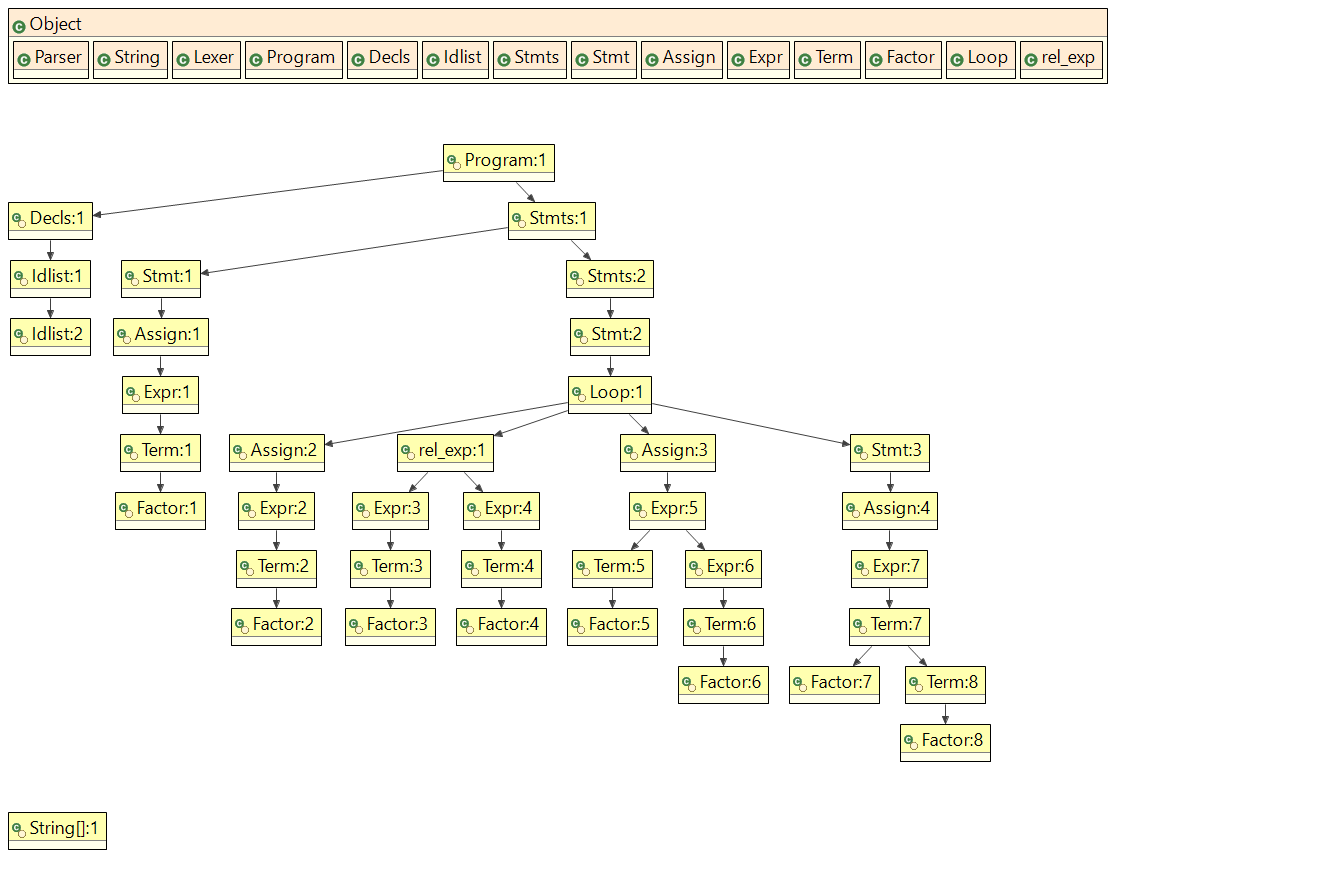 Object
Parser String Lexer Program Decls Idlist Stmts Stmt Assign Expr Term Factor Loop rel_exp
Program:1
Decls:1 Stmts:1
Idlist:1 Stmt:1 Stmts:2
Idlist:2 Assign:1 Stmt:2
Expr:1 Loop:1
Term:1 Assign:2 rel_exp:1 Assign:3 Stmt:3
Factor:1 Expr:2 Expr:3 Expr:4 Expr:5 Assign:4
Term:2 Term:3 Term:4 Term:5 Expr:6 Expr:7
Factor:2 Factor:3 Factor:4 Factor:5 Term:6 Term:7
Factor:6 Factor:7 Term:8
Factor:8
String[]:1